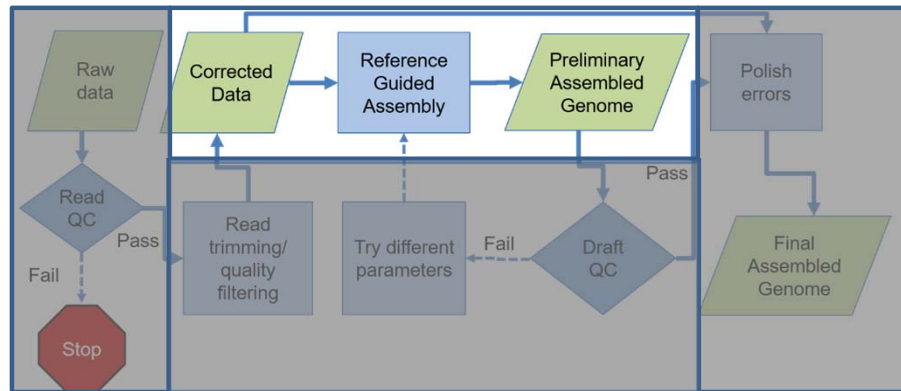 Raw
data
Corrected
Data
Reference
Guided
Assembly
Preliminary
Assembled
Genome
Polish
errors
Read
QC
Pass
Fail
Stop
Read
trimming/
quality
filtering
Try different
parameters
Fail
Draft
QC
Pass
Final
Assembled
Genome